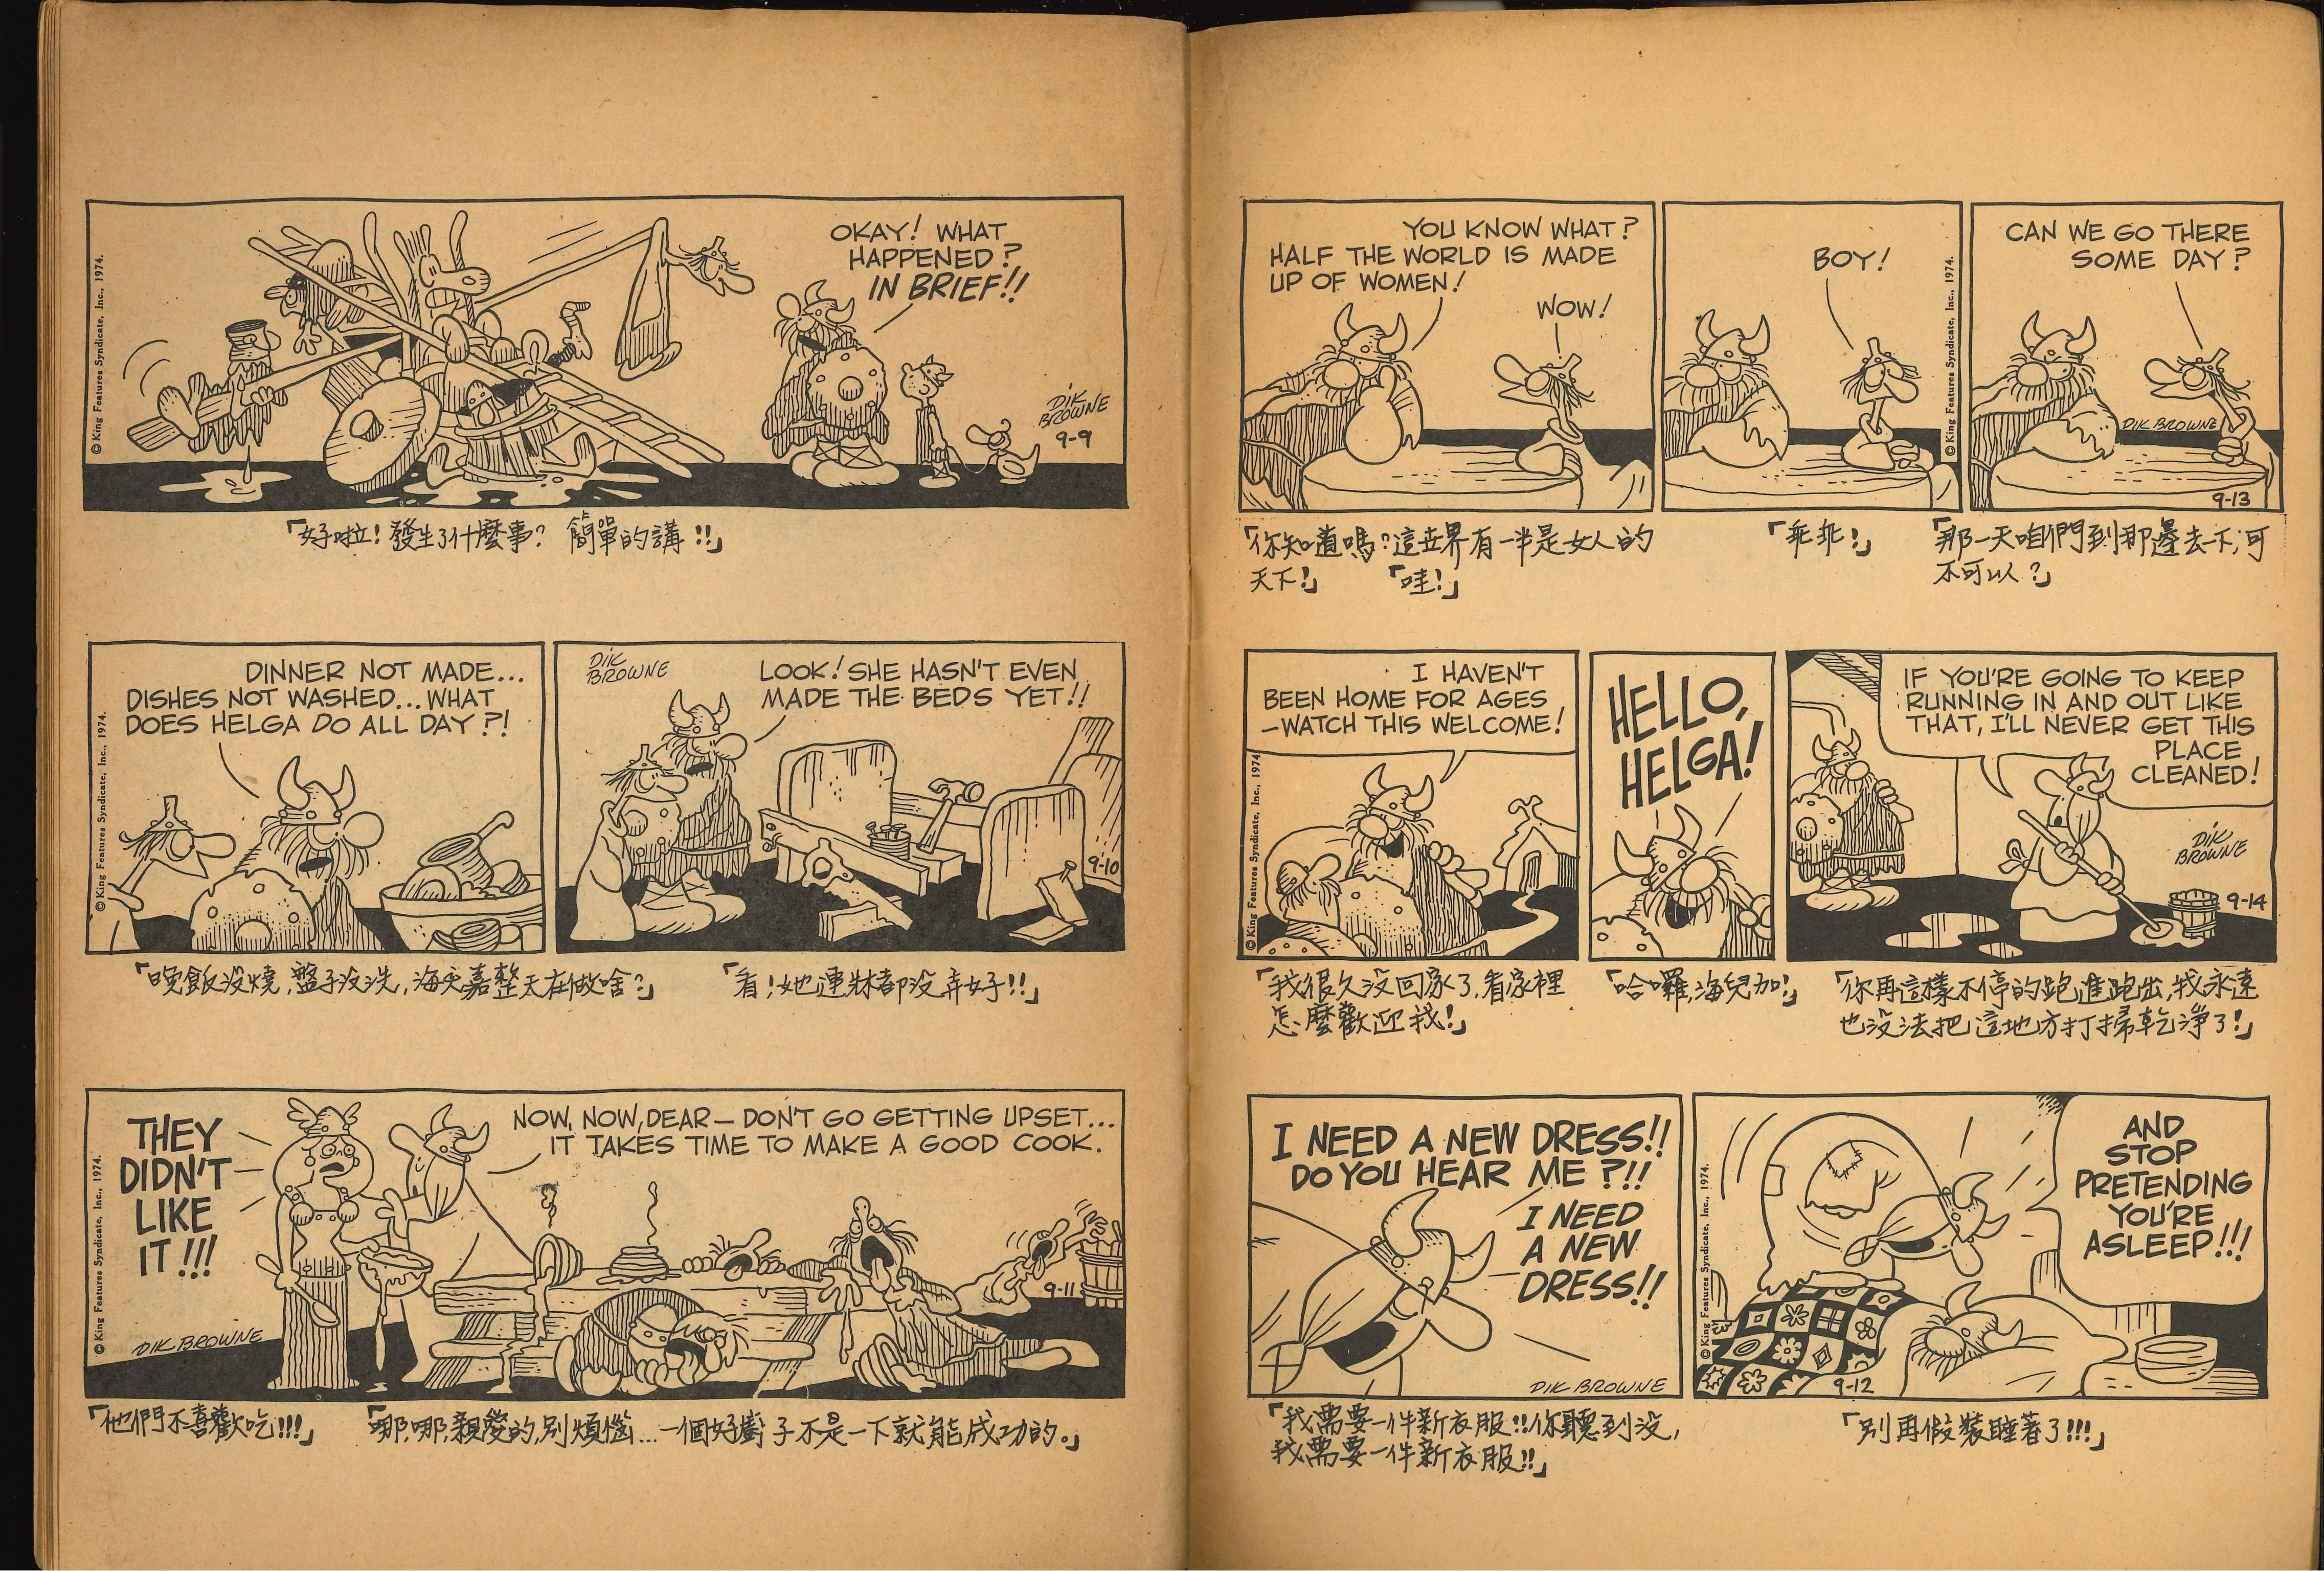 © King Features Syndicate, Inc., 1974.
OKAY! WHAT
HAPPENED?
IN BRIEF!!
DIK
BROWNE
9-9
「好啦!發生了什麼事? 簡單的講!!」
© King Features Syndicate, Inc., 1974.
DINNER NOT MADE...
DISHES NOT WASHED...WHAT
DOES HELGA DO ALL DAY?!
DIK
BROWNE
LOOK! SHE HASN'T EVEN
MADE THE BEDS YET!!
9-10
「晚飯没燒,盤子没洗,海兒嘉整天在做啥?」
「看!她連牀都没弄好!!」
© King Features Syndicate, Inc., 1974.
THEY
DIDN'T
LIKE
IT!!!
NOW, NOW, DEAR — DON'T GO GETTING UPSET...
IT TAKES TIME TO MAKE A GOOD COOK.
DIK BROWNE
9-11
「他們不喜歡吃!!!」
「哪,哪,親愛的,別煩惱...一個好廚子不是一下就能成功的。」
YOU KNOW WHAT?
HALF THE WORLD IS MADE
UP OF WOMEN!
WOW!
BOY!
© King Features Syndicate, Inc., 1974.
CAN WE GO THERE
SOME DAY?
DIK BROWNE
9-13
「你知道嗎?這世界有一半是女人的
天下!」 「哇!」
「乖乖!」
「那一天咱們到那邊去一下,可
不可以?」
© King Features Syndicate, Inc., 1974
I HAVEN'T
BEEN HOME FOR AGES
—WATCH THIS WELCOME!
HELLO,
HELGA!
IF YOU'RE GOING TO KEEP
RUNNING IN AND OUT LIKE
THAT, I'LL NEVER GET THIS
PLACE
CLEANED!
DIK
BROWNE
9-14
「我很久没回家了,看家裡
怎麼歡迎我!」
「哈囉,海兒加!」
「你再這樣不停的跑進跑出,我永遠
也没法把這地方打掃乾淨了!」
I NEED A NEW DRESS!!
DO YOU HEAR ME?!!
I NEED
A NEW
DRESS!!
DIK BROWNE
© King Features Syndicate, Inc., 1974.
AND
STOP
PRETENDING
YOU'RE
ASLEEP!!!
9-12
「我需要一件新衣服!!你聽到没,
我需要一件新衣服!!」
「別再假裝睡著了!!!」